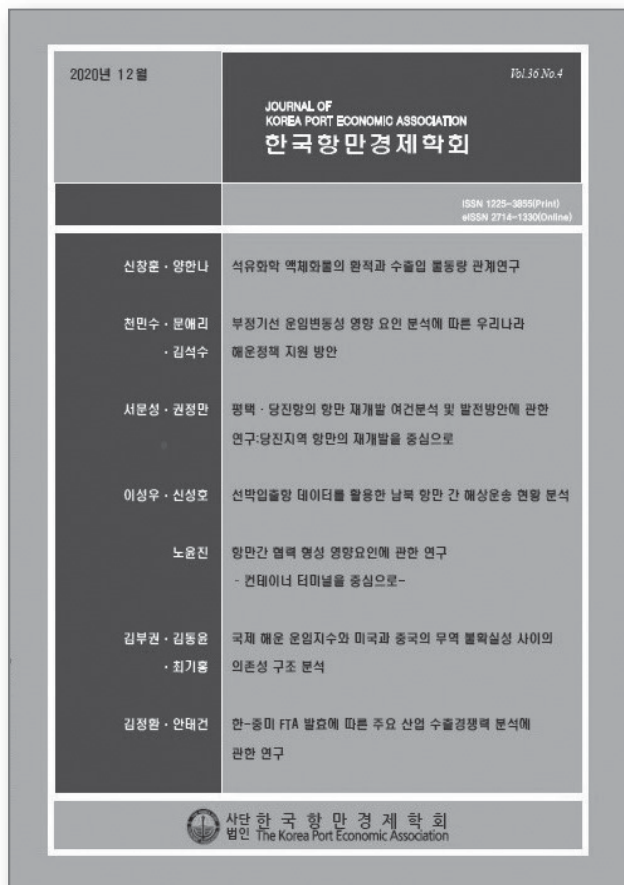 2020년 12월
Vol.36 No.4
JOURNAL OF
KOREA PORT ECONOMIC ASSOCIATION
한국항만경제학회
ISSN 1225-3855(Print)
eISSN 2714-1330(Online)
신창훈·양한나 석유화학 액체화물의 환적과 수출입 물동량 관계연구
천민수·문애리 부정기선 운임변동성 영향 요인 분석에 따른 우리나라
·김석수 해운정책 지원 방안
서문성·권정만 평택·당진항의 항만 재개발 여건분석 및 발전방안에 관한
연구:당진지역 항만의 재개발을 중심으로
이성우·신성호 선박입출항 데이터를 활용한 남북 항만 간 해상운송 현황 분석
노윤진 항만간 협력 형성 영향요인에 관한 연구
- 컨테이너 터미널을 중심으로-
김부권·김동윤 국제 해운 운임지수와 미국과 중국의 무역 불확실성 사이의
·최기홍 의존성 구조 분석
김정환·안태건 한-중미 FTA 발효에 따른 주요 산업 수출경쟁력 분석에
관한 연구
사단법인 한국항만경제학회
The Korea Port Economic Association